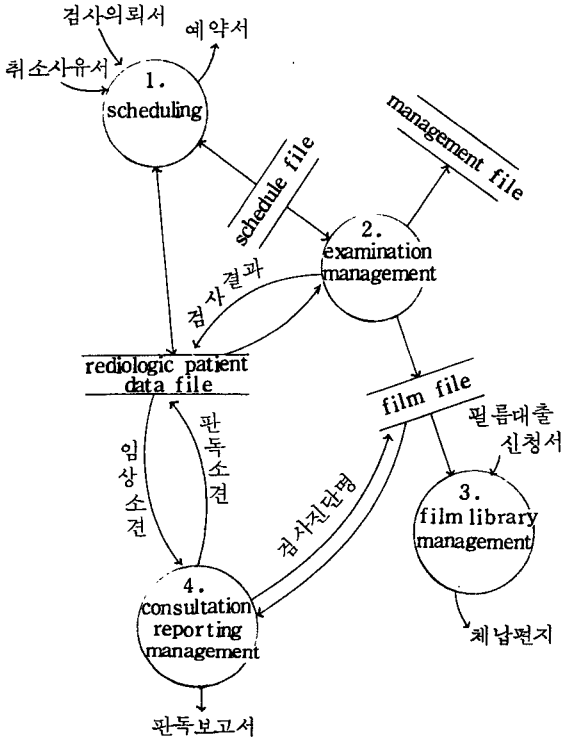 검사의뢰서
예약서
취소사유서
1.
scheduling
management file
schedule file
2.
examination
management
검사결과
rediologic patient
data file
film file
필름대출
신청서
임상소견
판독소견
검사진단명
3.
film library
management
4.
consultation
reporting
management
체납편지
판독보고서